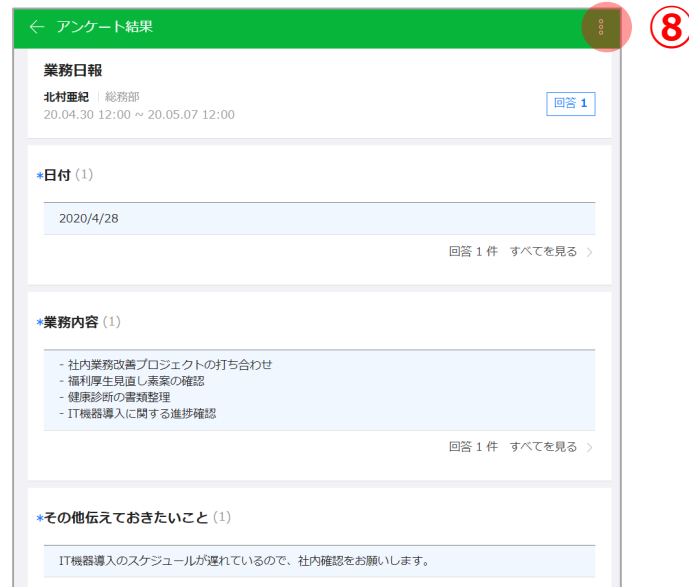 ← アンケート結果
⑧
業務日報
北村亜紀 総務部
20.04.30 12:00 ~ 20.05.07 12:00
回答 1
*日付 (1)
2020/4/28
回答 1 件 すべてを見る >
*業務内容 (1)
- 社内業務改善プロジェクトの打ち合わせ
- 福利厚生見直し素案の確認
- 健康診断の書類整理
- IT機器導入に関する進捗確認
回答 1 件 すべてを見る >
*その他伝えておきたいこと (1)
IT機器導入のスケジュールが遅れているので、社内確認をお願いします。